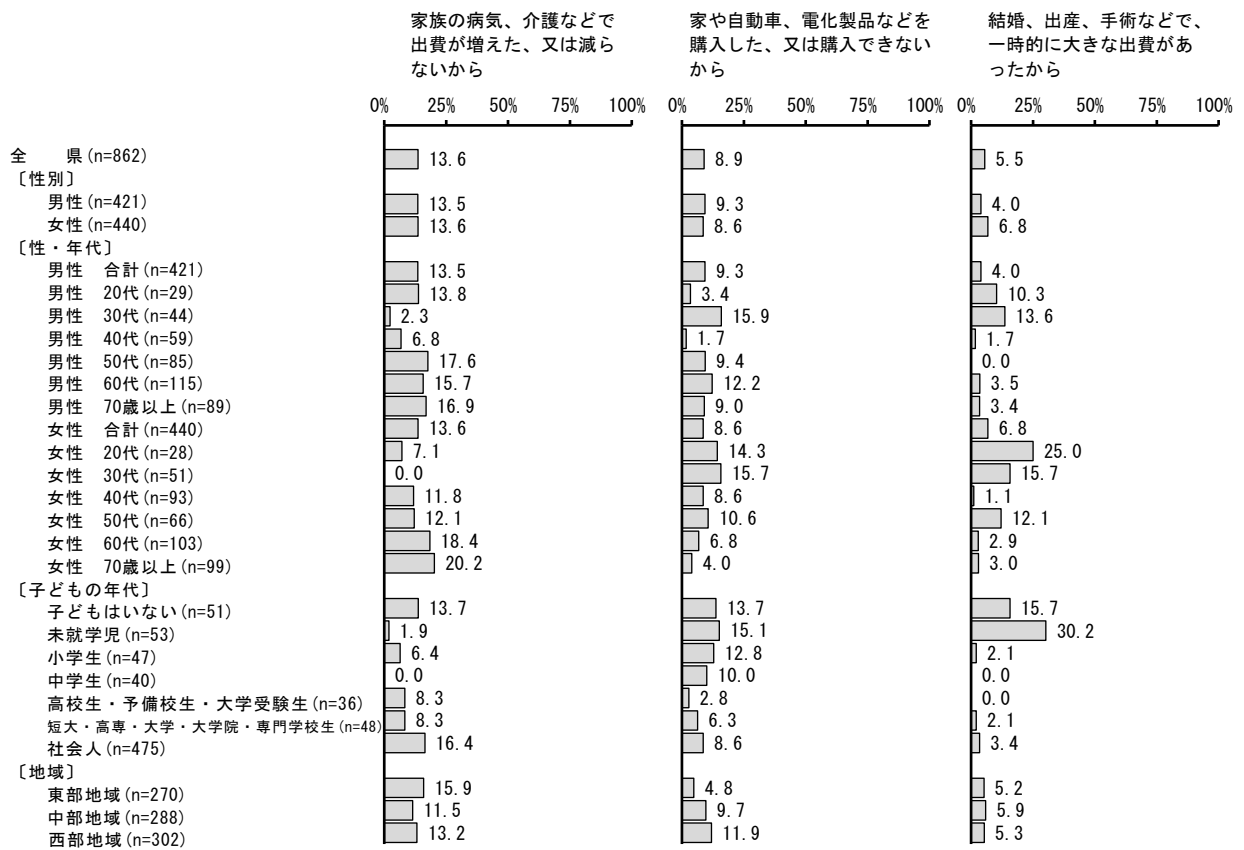 家族の病気、介護などで
出費が増えた、又は減ら
ないから
家や自動車、電化製品などを
購入した、又は購入できない
から
結婚、出産、手術などで、
一時的に大きな出費があ
ったから
0% 25% 50% 75% 100% 0% 25% 50% 75% 100% 0% 25% 50% 75% 100%
全　県(n=862) 13.6 8.9 5.5
〔性別〕
男性(n=421) 13.5 9.3 4.0
女性(n=440) 13.6 8.6 6.8
〔性・年代〕
男性　合計(n=421) 13.5 9.3 4.0
男性　20代(n=29) 13.8 3.4 10.3
男性　30代(n=44) 2.3 15.9 13.6
男性　40代(n=59) 6.8 1.7 1.7
男性　50代(n=85) 17.6 9.4 0.0
男性　60代(n=115) 15.7 12.2 3.5
男性　70歳以上(n=89) 16.9 9.0 3.4
女性　合計(n=440) 13.6 8.6 6.8
女性　20代(n=28) 7.1 14.3 25.0
女性　30代(n=51) 0.0 15.7 15.7
女性　40代(n=93) 11.8 8.6 1.1
女性　50代(n=66) 12.1 10.6 12.1
女性　60代(n=103) 18.4 6.8 2.9
女性　70歳以上(n=99) 20.2 4.0 3.0
〔子どもの年代〕
子どもはいない(n=51) 13.7 13.7 15.7
未就学児(n=53) 1.9 15.1 30.2
小学生(n=47) 6.4 12.8 2.1
中学生(n=40) 0.0 10.0 0.0
高校生・予備校生・大学受験生(n=36) 8.3 2.8 0.0
短大・高専・大学・大学院・専門学校生(n=48) 8.3 6.3 2.1
社会人(n=475) 16.4 8.6 3.4
〔地域〕
東部地域(n=270) 15.9 4.8 5.2
中部地域(n=288) 11.5 9.7 5.9
西部地域(n=302) 13.2 11.9 5.3